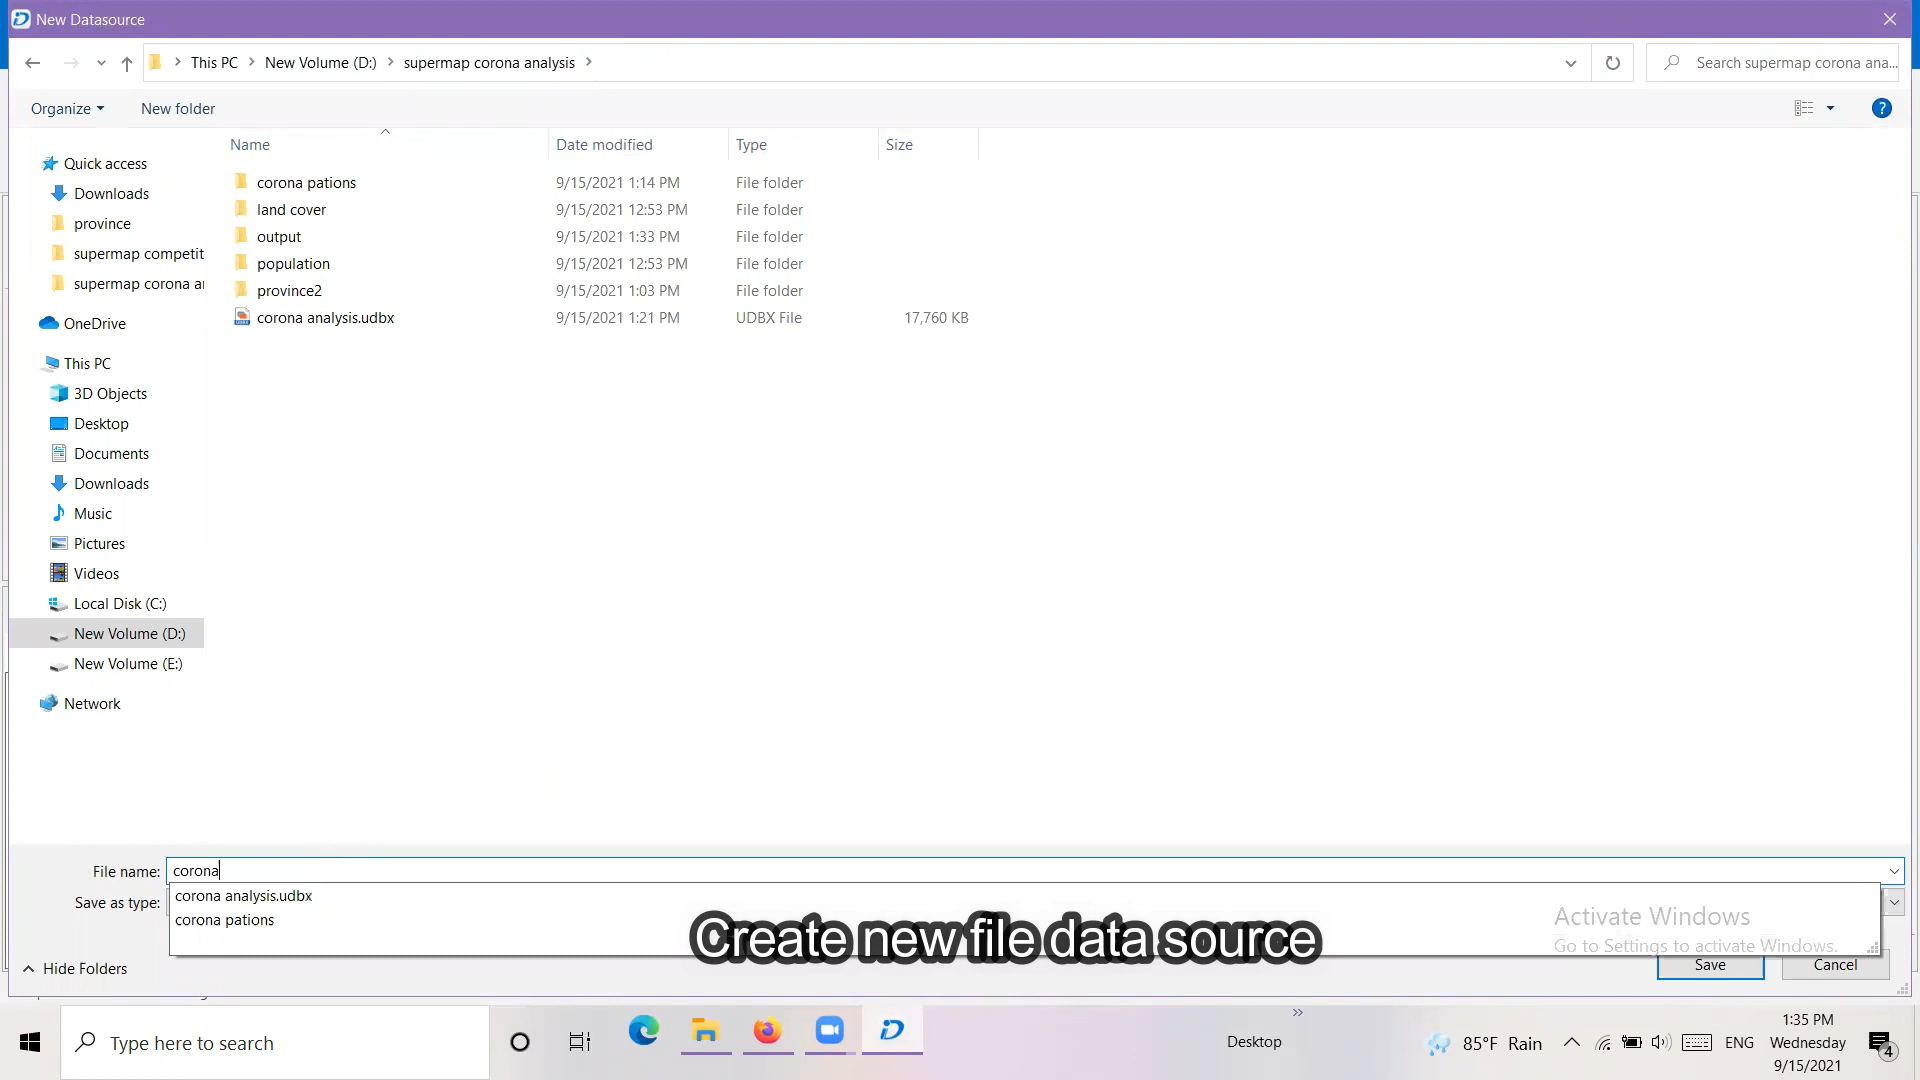 New Datasource
This PC
New Volume (D:)
supermap corona analysis
Search supermap corona ana...
Organize
New folder
Name
Date modified
Type
Size
Quick access
Downloads
province
supermap competit
supermap corona a
OneDrive
This PC
3D Objects
Desktop
Documents
Downloads
Music
Pictures
Videos
Local Disk (C:)
New Volume (D:)
New Volume (E:)
Network
corona pations 9/15/2021 1:14 PM File folder
land cover 9/15/2021 12:53 PM File folder
output 9/15/2021 1:33 PM File folder
population 9/15/2021 12:53 PM File folder
province2 9/15/2021 1:03 PM File folder
corona analysis.udbx 9/15/2021 1:21 PM UDBX File 17,760 KB
File name: corona
Save as type:
corona analysis.udbx
corona pations
Create new file data source
Activate Windows
Go to Settings to activate Windows.
Hide Folders
Save
Cancel
Type here to search
Desktop
85°F Rain
ENG
1:35 PM
Wednesday
9/15/2021
4